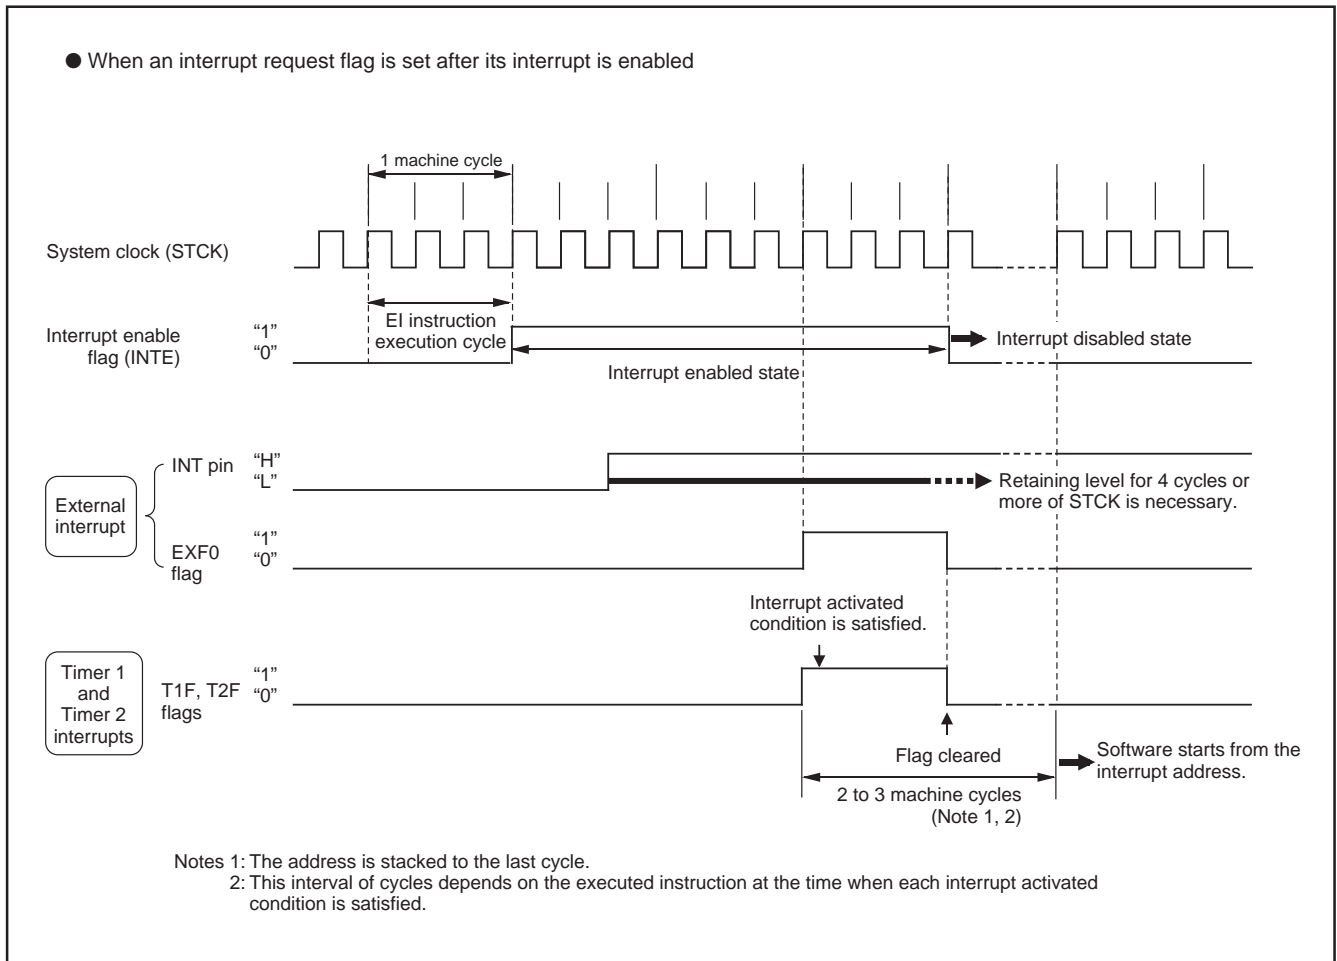 ● When an interrupt request flag is set after its interrupt is enabled
1 machine cycle
System clock (STCK)
EI instruction
execution cycle
Interrupt enable
flag (INTE)
“1”
“0”
Interrupt enabled state
Interrupt disabled state
External
interrupt
INT pin
“H”
“L”
Retaining level for 4 cycles or
more of STCK is necessary.
EXF0
flag
“1”
“0”
Interrupt activated
condition is satisfied.
Timer 1
and
Timer 2
interrupts
T1F, T2F
flags
“1”
“0”
Flag cleared
2 to 3 machine cycles
(Note 1, 2)
Software starts from the
interrupt address.
Notes 1: The address is stacked to the last cycle.
2: This interval of cycles depends on the executed instruction at the time when each interrupt activated
condition is satisfied.